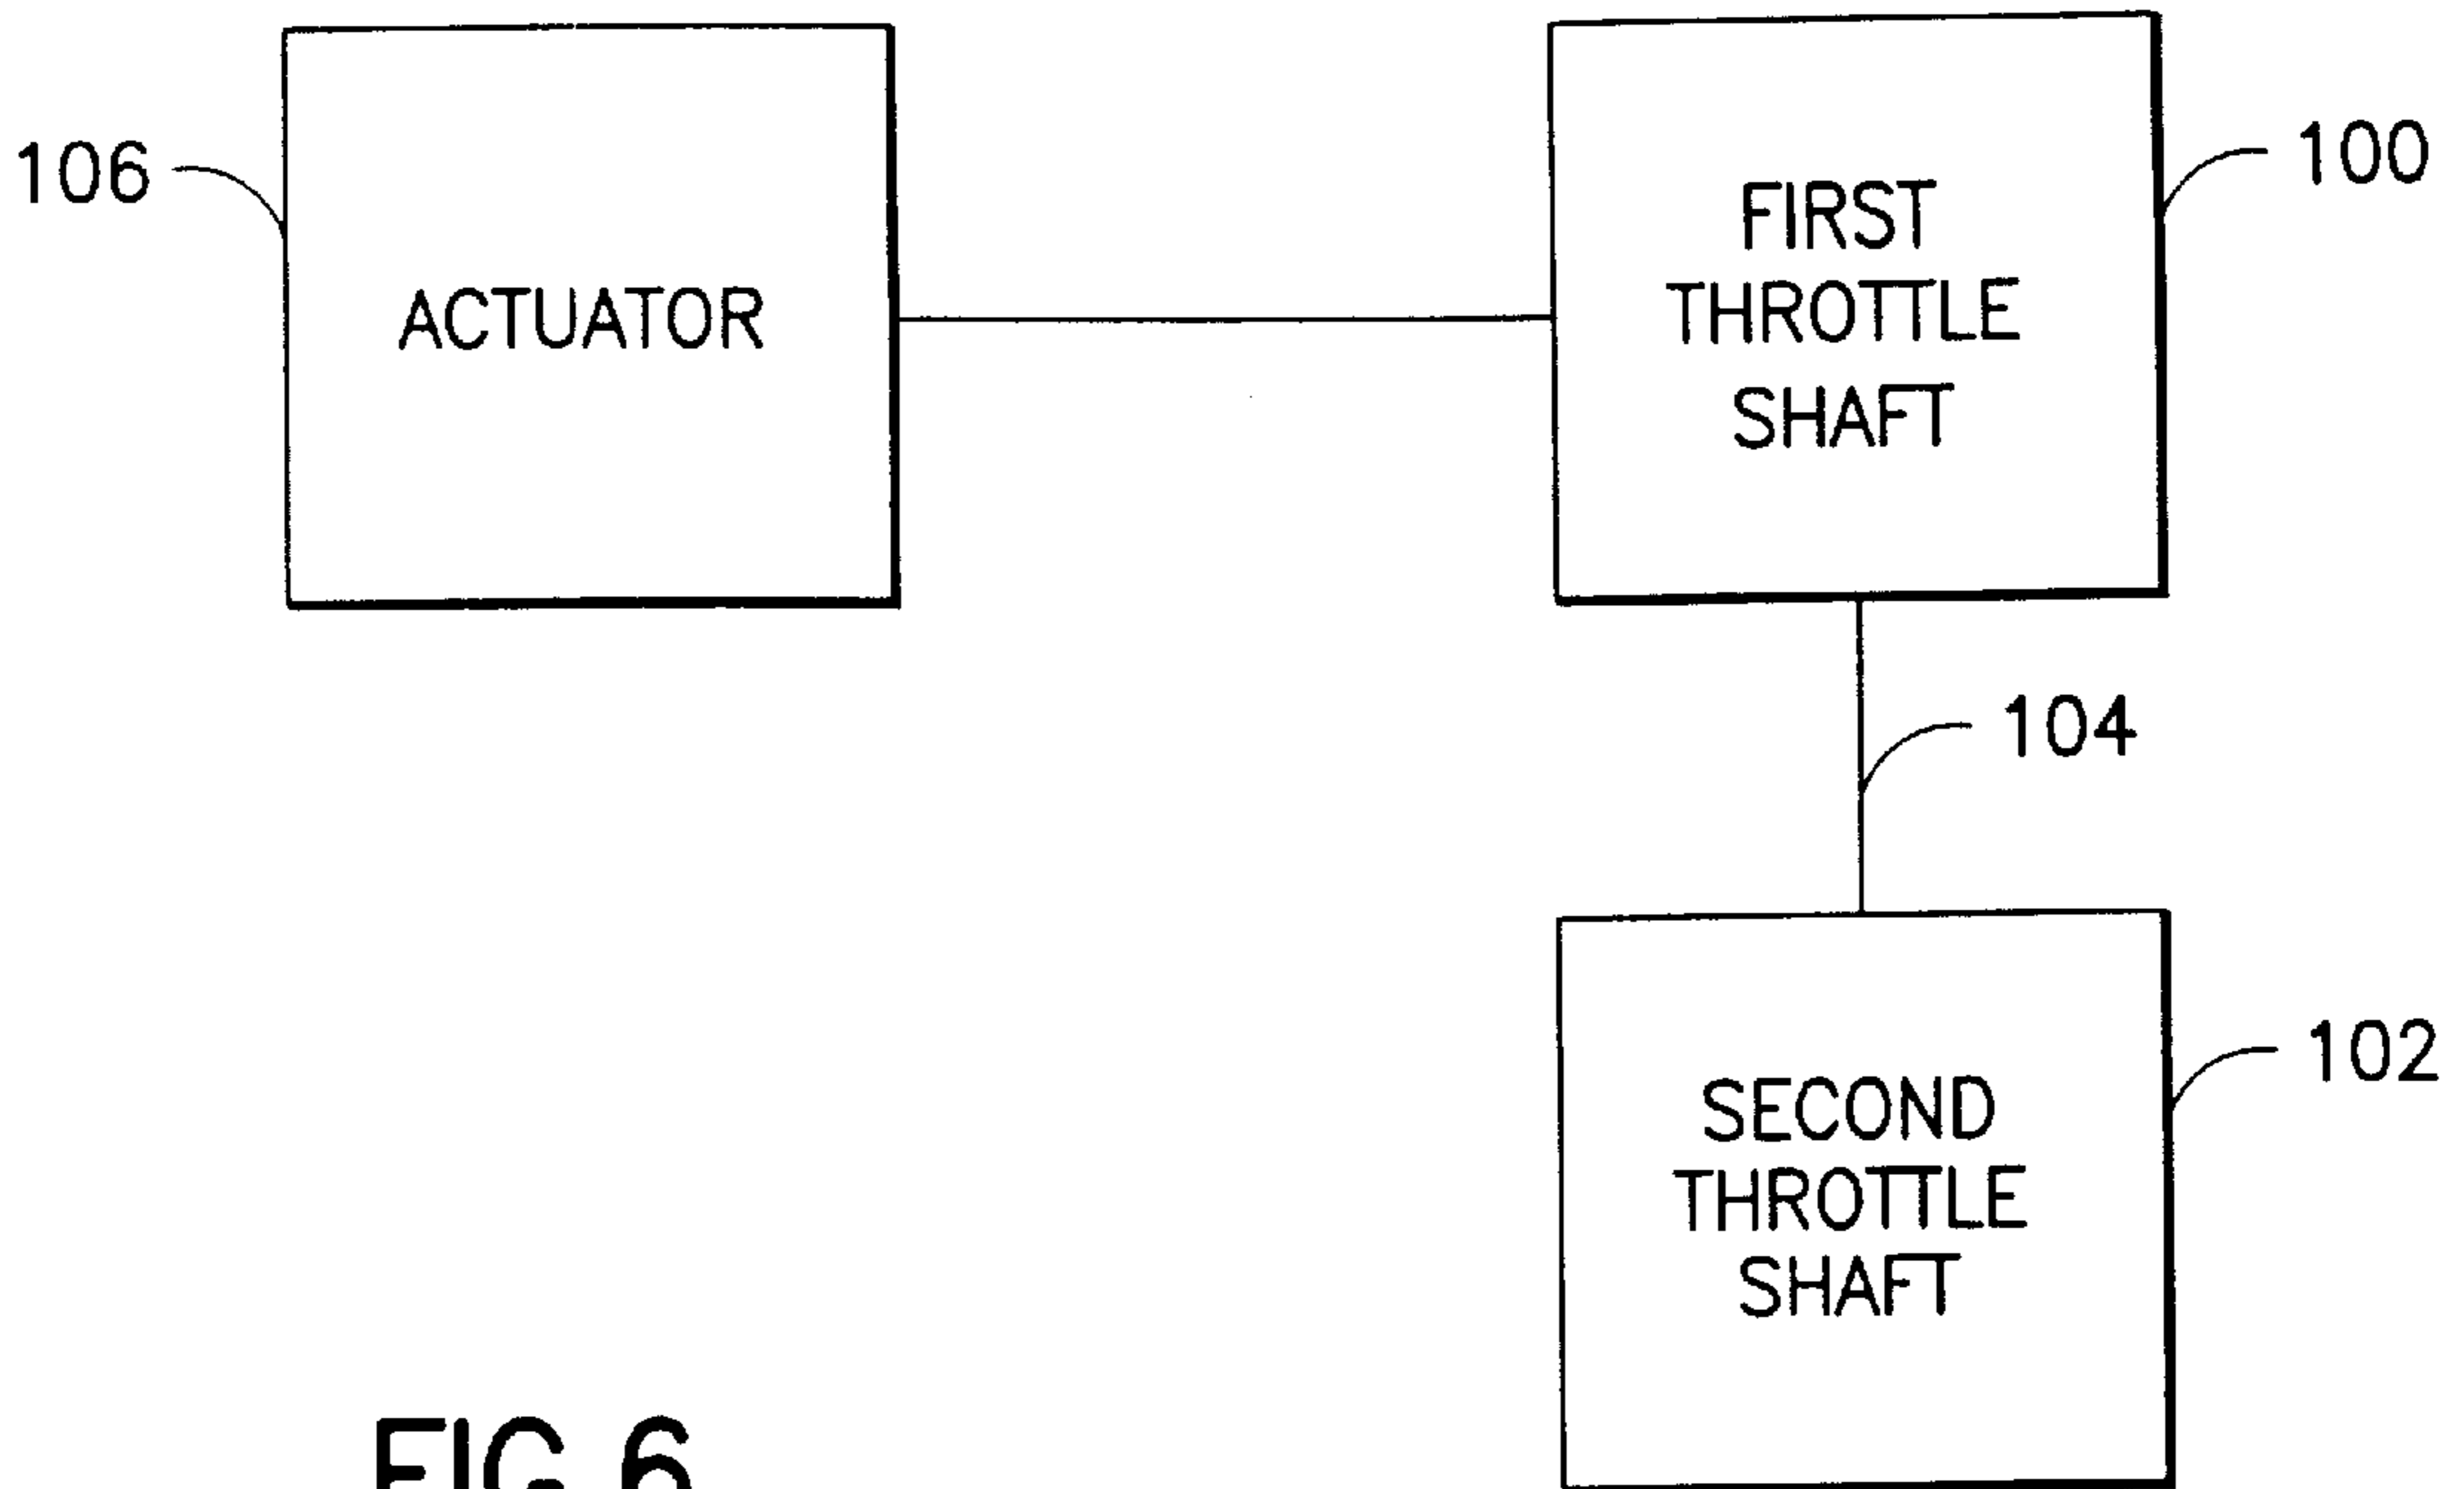 106
ACTUATOR
FIRST
THROTTLE
SHAFT
100
104
SECOND
THROTTLE
SHAFT
102
FIG.6